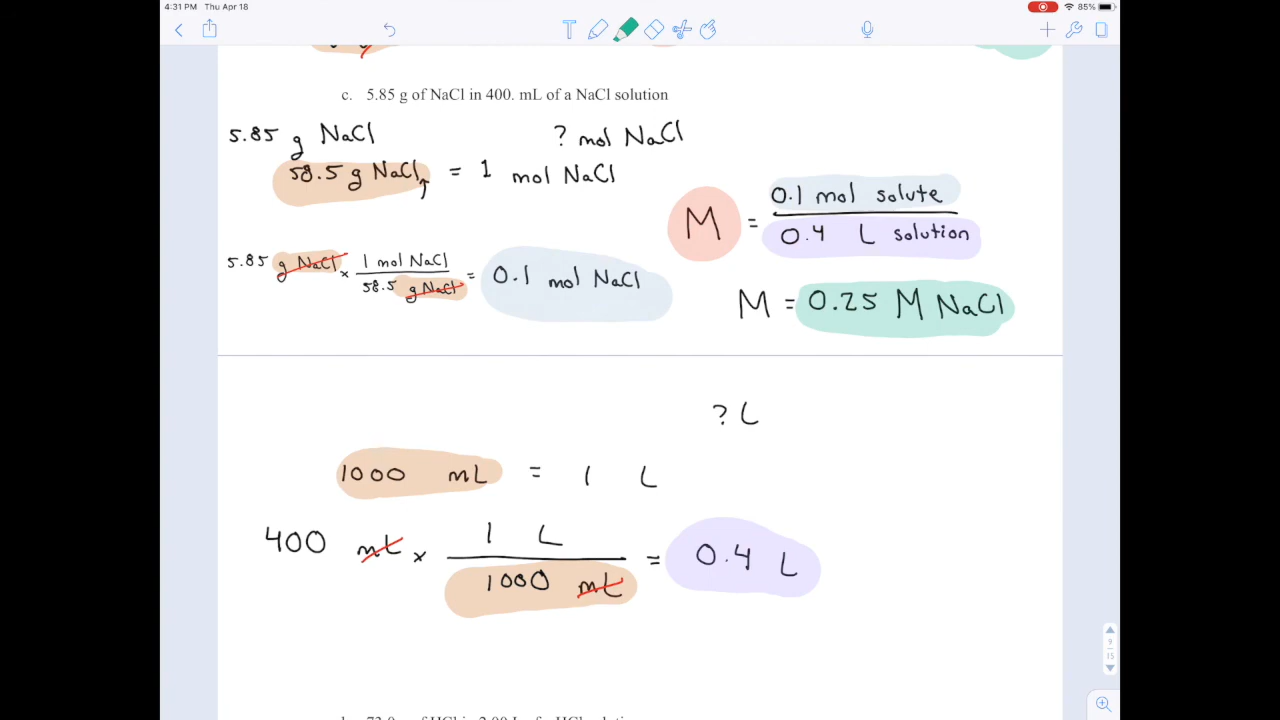 4:31 PM Thu Apr 18
85%
T
c. 5.85 g of NaCl in 400. mL of a NaCl solution
5.85 g NaCl ? mol NaCl
58.5 g NaCl = 1 mol NaCl
M = 0.1 mol solute / 0.4 L solution
5.85 g NaCl × 1 mol NaCl / 58.5 g NaCl = 0.1 mol NaCl
M = 0.25 M NaCl
? L
1000 mL = 1 L
400 mL × 1 L / 1000 mL = 0.4 L
9
15